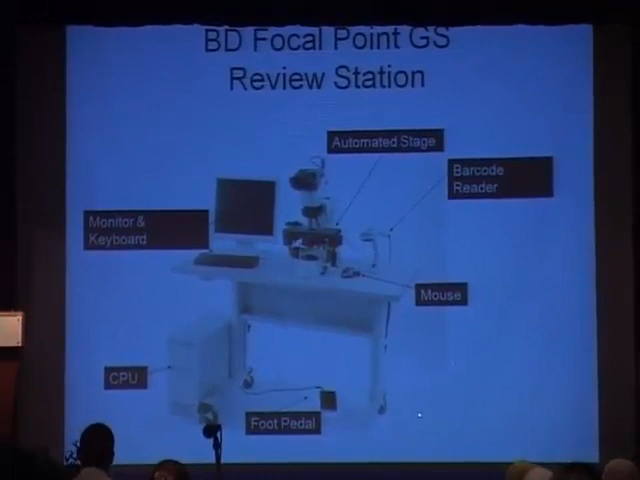 BD Focal Point GS
Review Station
Automated Stage
Barcode
Reader
Monitor &
Keyboard
Mouse
CPU
Foot Pedal